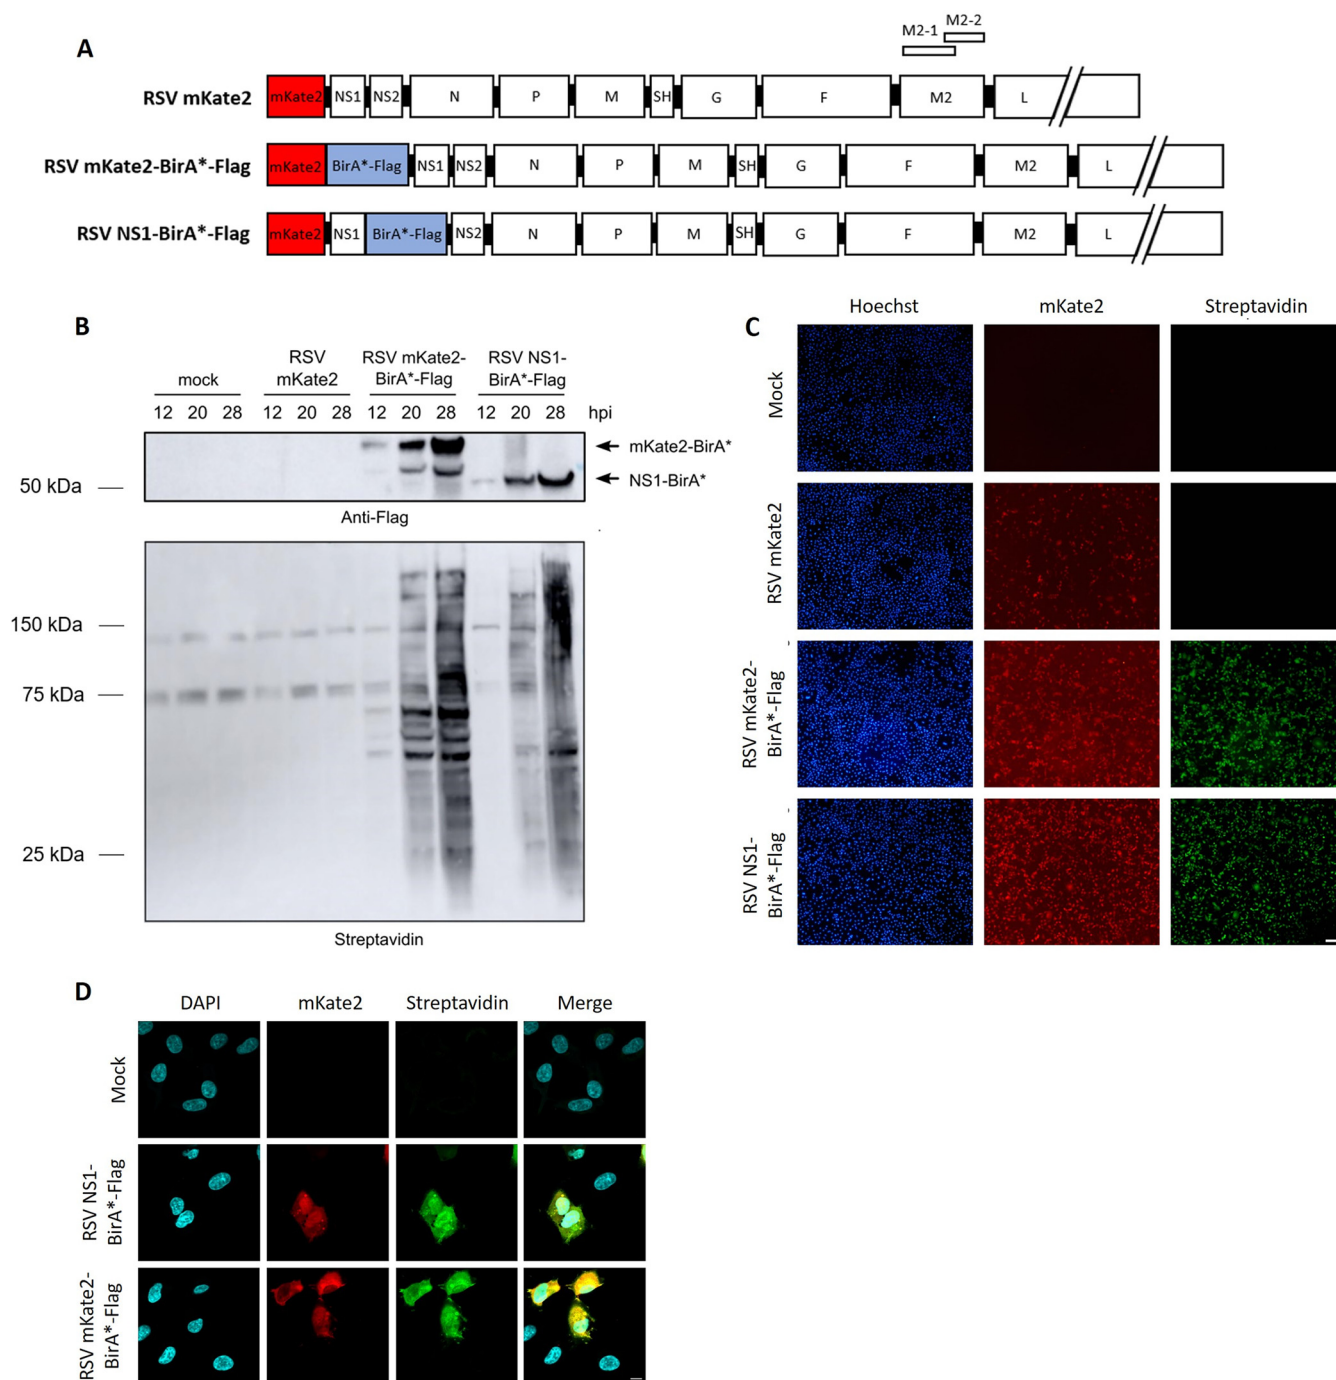 A
M2-1
M2-2
RSV mKate2
mKate2 NS1 NS2 N P M SH G F M2 L
RSV mKate2-BirA*-Flag
mKate2 BirA*-Flag NS1 NS2 N P M SH G F M2 L
RSV NS1-BirA*-Flag
mKate2 NS1 BirA*-Flag NS2 N P M SH G F M2 L
B
mock
RSV
mKate2
RSV mKate2-
BirA*-Flag
RSV NS1-
BirA*-Flag
12 20 28 12 20 28 12 20 28 12 20 28 hpi
mKate2-BirA*
NS1-BirA*
50 kDa
Anti-Flag
150 kDa
75 kDa
25 kDa
Streptavidin
C
Hoechst mKate2 Streptavidin
Mock
RSV mKate2
RSV mKate2-
BirA*-Flag
RSV NS1-
BirA*-Flag
D
DAPI mKate2 Streptavidin Merge
Mock
RSV NS1-
BirA*-Flag
RSV mKate2-
BirA*-Flag